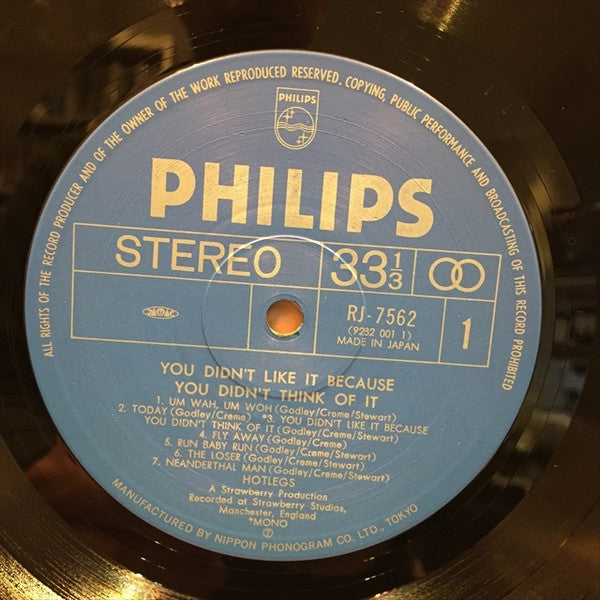 ALL RIGHTS OF THE RECORD PRODUCER AND OF THE OWNER OF THE WORK REPRODUCED RESERVED. COPYING, PUBLIC PERFORMANCE AND BROADCASTING OF THIS RECORD PROHIBITED
PHILIPS
PHILIPS
STEREO 33 1/3
RJ-7562
(9282 001 1)
MADE IN JAPAN
1
YOU DIDN'T LIKE IT BECAUSE
YOU DIDN'T THINK OF IT
1. UM WAH, UM WOH (Godley/Creme/Stewart)
2. TODAY (Godley/Creme) *3. YOU DIDN'T LIKE IT BECAUSE
YOU DIDN'T THINK OF IT (Godley/Creme/Stewart)
4. FLY AWAY (Godley/Creme)
5. RUN BABY RUN (Godley/Creme/Stewart)
6. THE LOSER (Godley/Creme/Stewart)
7. NEANDERTHAL MAN (Godley/Creme/Stewart)
HOTLEGS
A Strawberry Production
Recorded at Strawberry Studios,
Manchester, England
*MONO
MANUFACTURED BY NIPPON PHONOGRAM CO. LTD., TOKYO